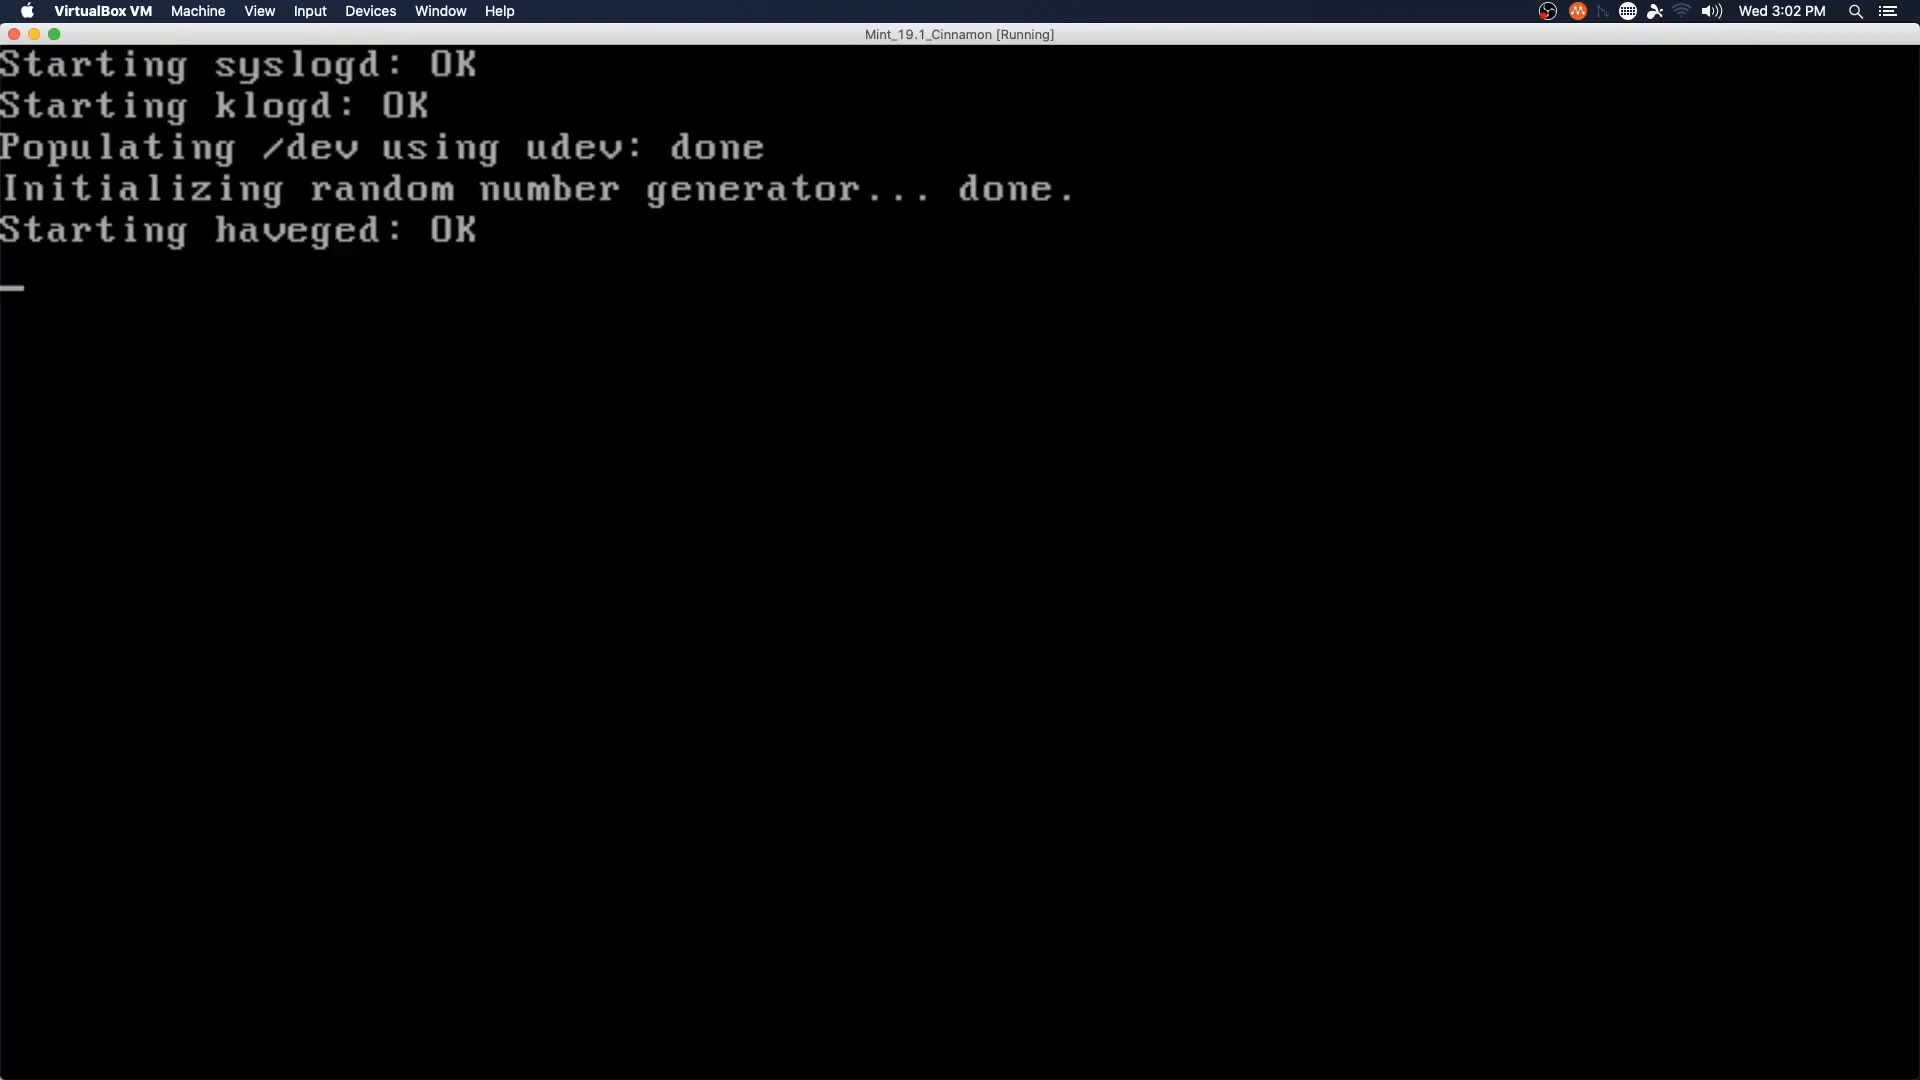 VirtualBox VM Machine View Input Devices Window Help Wed 3:02 PM
Mint_19.1_Cinnamon [Running]
Starting syslogd: OK
Starting klogd: OK
Populating /dev using udev: done
Initializing random number generator... done.
Starting haveged: OK